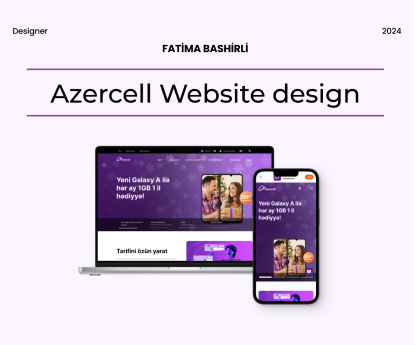 Designer
2024
FATİMA BASHİRLİ
Azercell Website design
Yeni Galaxy A ilə
hər ay 1GB 1 il
hədiyyə!
Tarifini özün yarat
Yeni Galaxy A ilə
hər ay 1GB 1 il
hədiyyə!